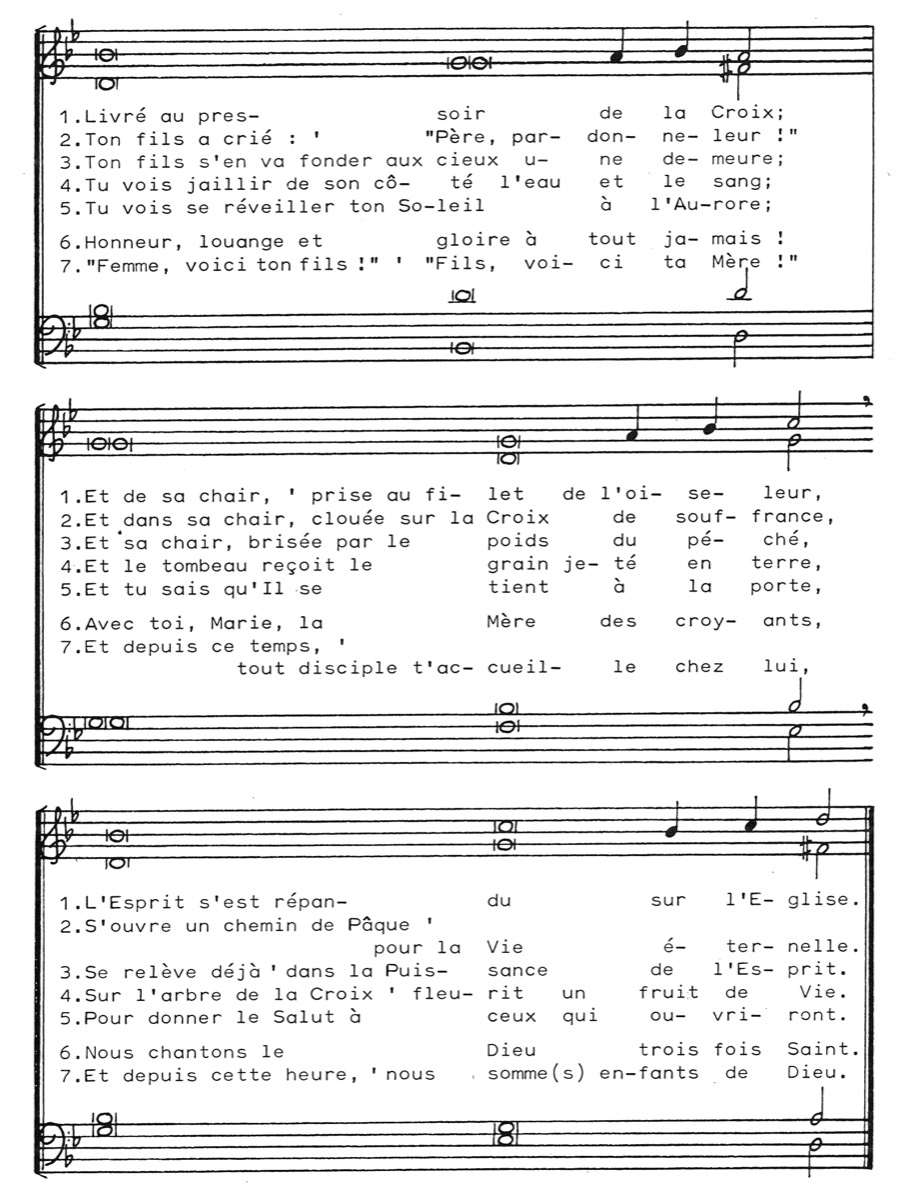 1.Livré au pres- soir de la Croix;
2.Ton fils a crié : ' "Père, par- don- ne- leur !"
3.Ton fils s'en va fonder aux cieux u- ne de- meure;
4.Tu vois jaillir de son cô- té l'eau et le sang;
5.Tu vois se réveiller ton So-leil à l'Au-rore;
6.Honneur, louange et gloire à tout ja- mais !
7."Femme, voici ton fils !" ' "Fils, voi- ci ta Mère !"
1.Et de sa chair, ' prise au fi- let de l'oi- se- leur,
2.Et dans sa chair, clouée sur la Croix de souf- france,
3.Et sa chair, brisée par le poids du pé- ché,
4.Et le tombeau reçoit le grain je- té en terre,
5.Et tu sais qu'Il se tient à la porte,
6.Avec toi, Marie, la Mère des croy- ants,
7.Et depuis ce temps, '
tout disciple t'ac- cueil- le chez lui,
1.L'Esprit s'est répan- du sur l'E- glise.
2.S'ouvre un chemin de Pâque '
pour la Vie é- ter- nelle.
3.Se relève déjà ' dans la Puis- sance de l'Es- prit.
4.Sur l'arbre de la Croix ' fleu- rit un fruit de Vie.
5.Pour donner le Salut à ceux qui ou- vri- ront.
6.Nous chantons le Dieu trois fois Saint.
7.Et depuis cette heure, ' nous somme(s) en-fants de Dieu.